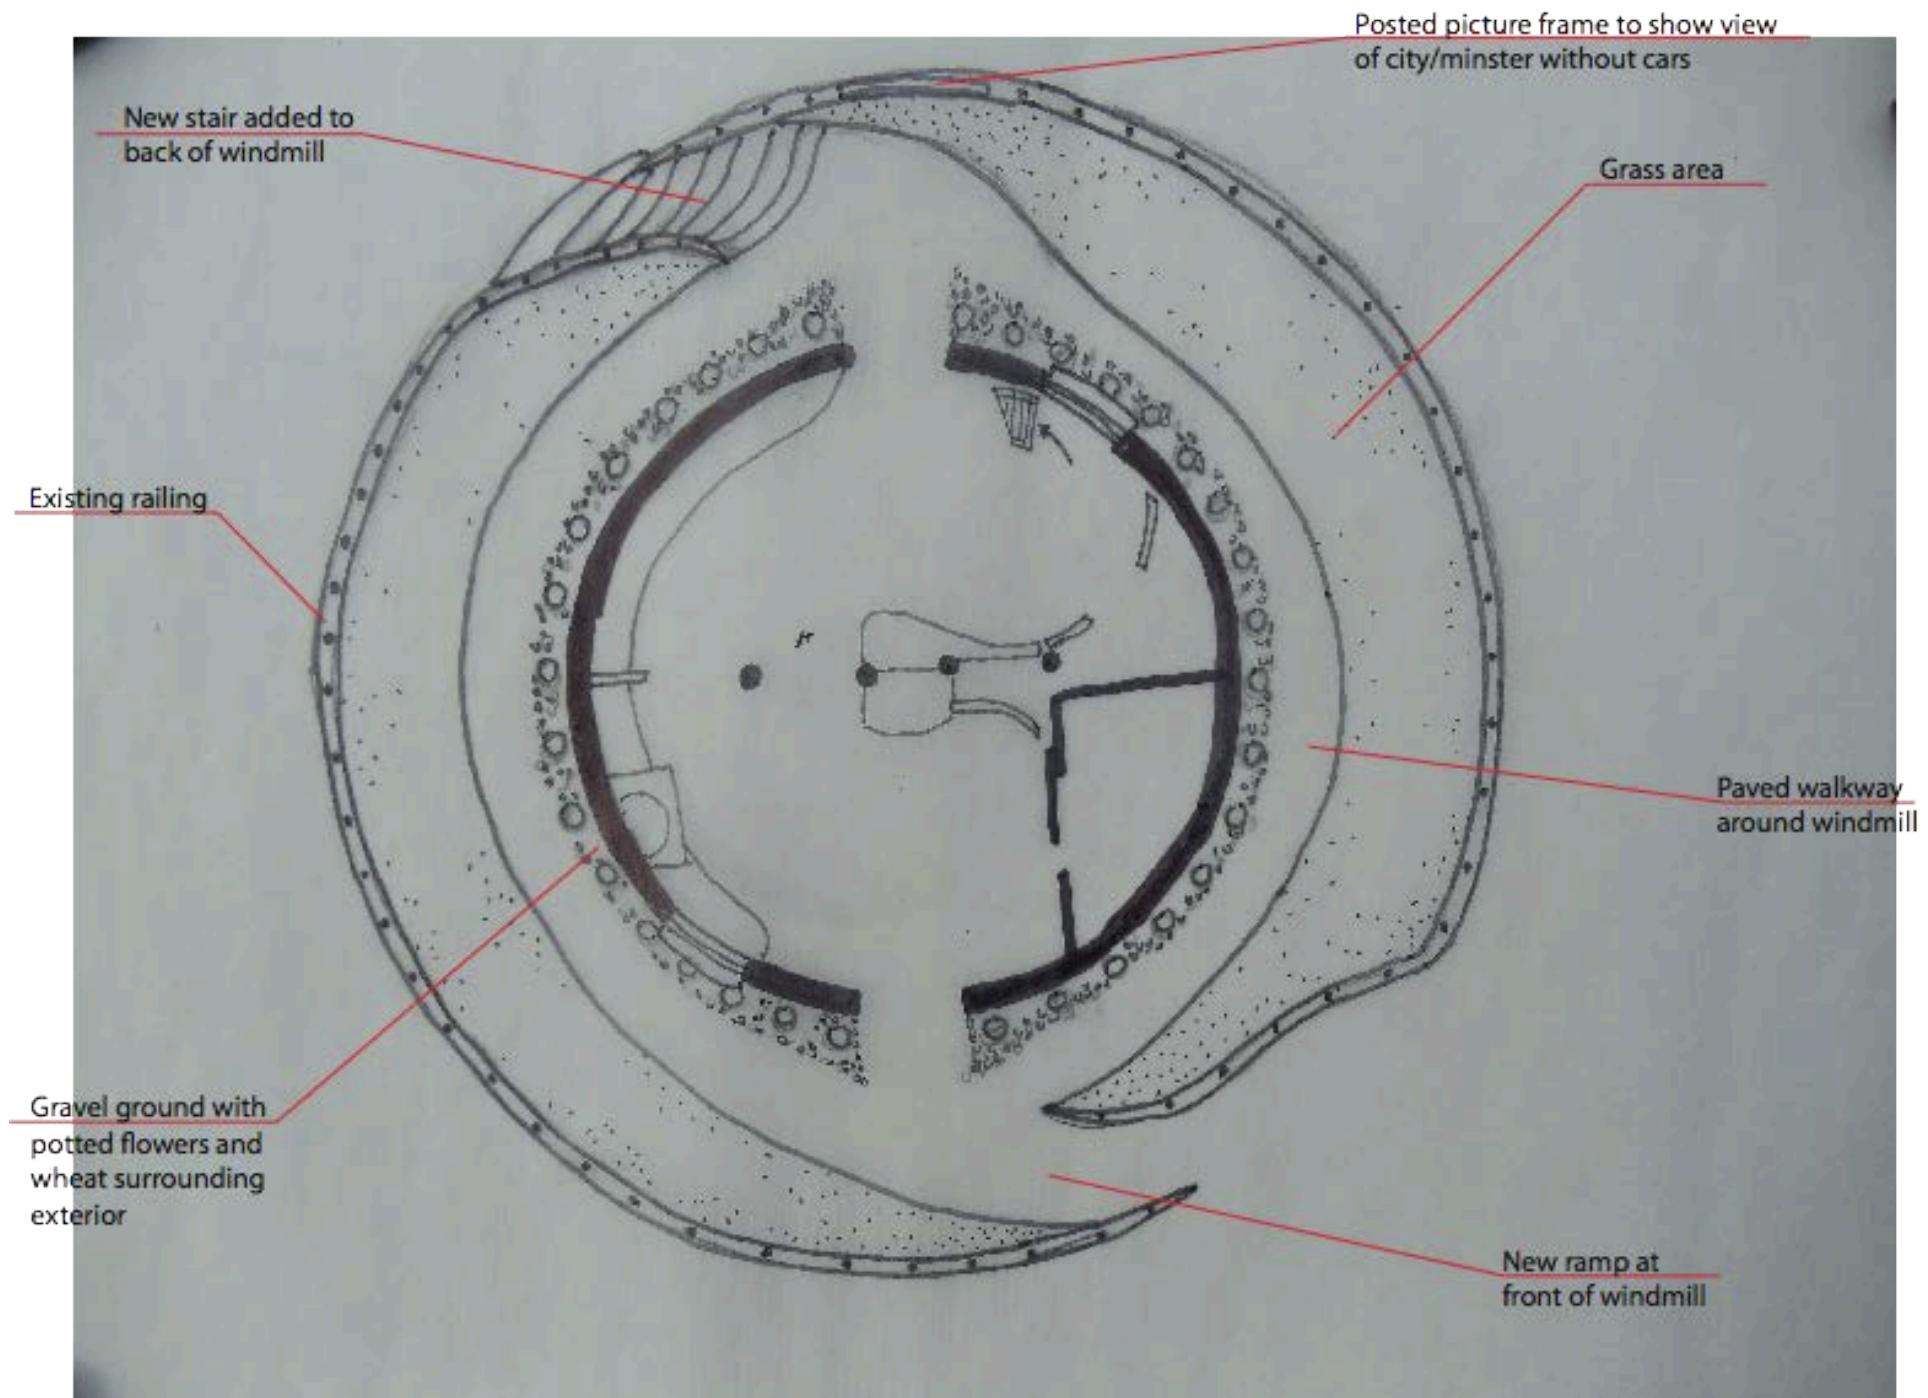 Posted picture frame to show view
of city/minster without cars
New stair added to
back of windmill
Grass area
Existing railing
Paved walkway
around windmill
Gravel ground with
potted flowers and
wheat surrounding
exterior
New ramp at
front of windmill